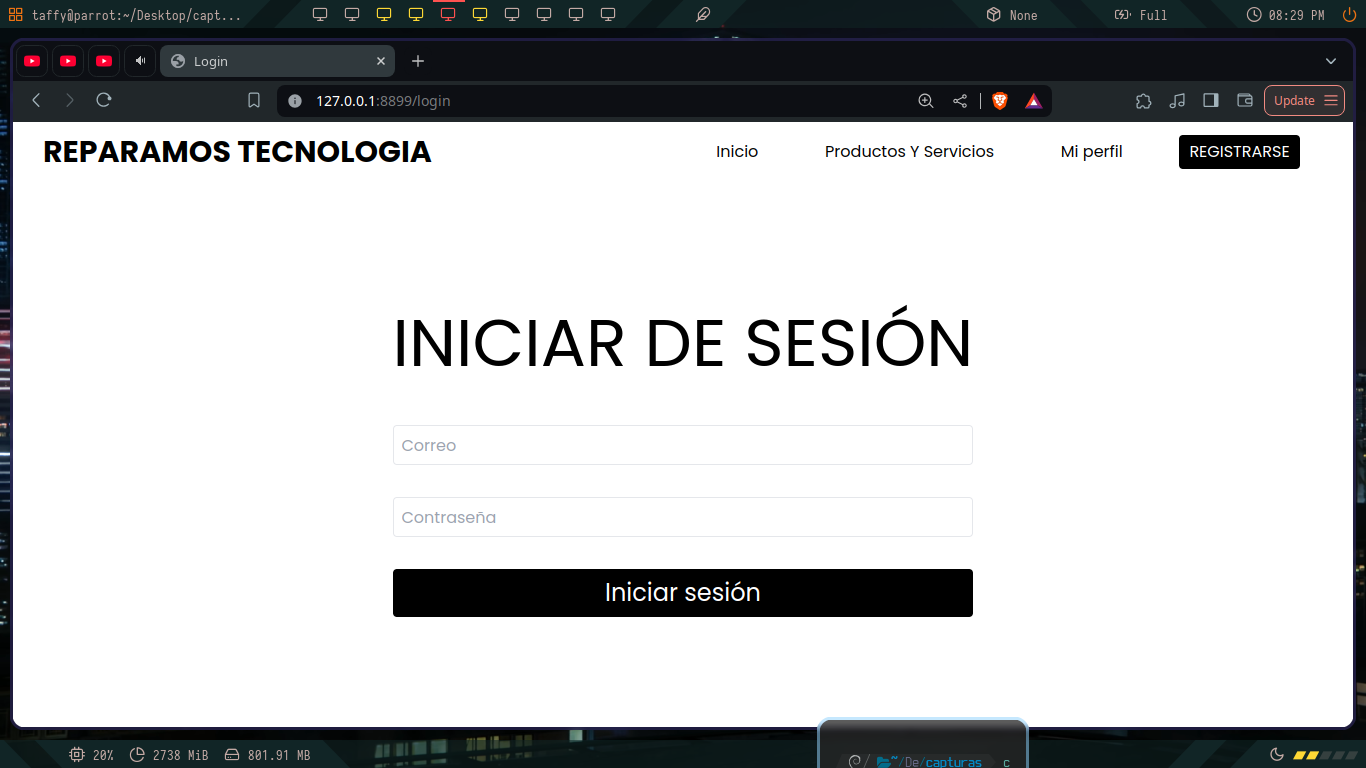 taffy@parrot:~/Desktop/capt...
None
Full
08:29 PM
Login
127.0.0.1:8899/login
Update
REPARAMOS TECNOLOGIA
Inicio
Productos Y Servicios
Mi perfil
REGISTRARSE
INICIAR DE SESIÓN
Correo
Contraseña
Iniciar sesión
20%
2738 MiB
801.91 MB
/ ~/De/capturas c